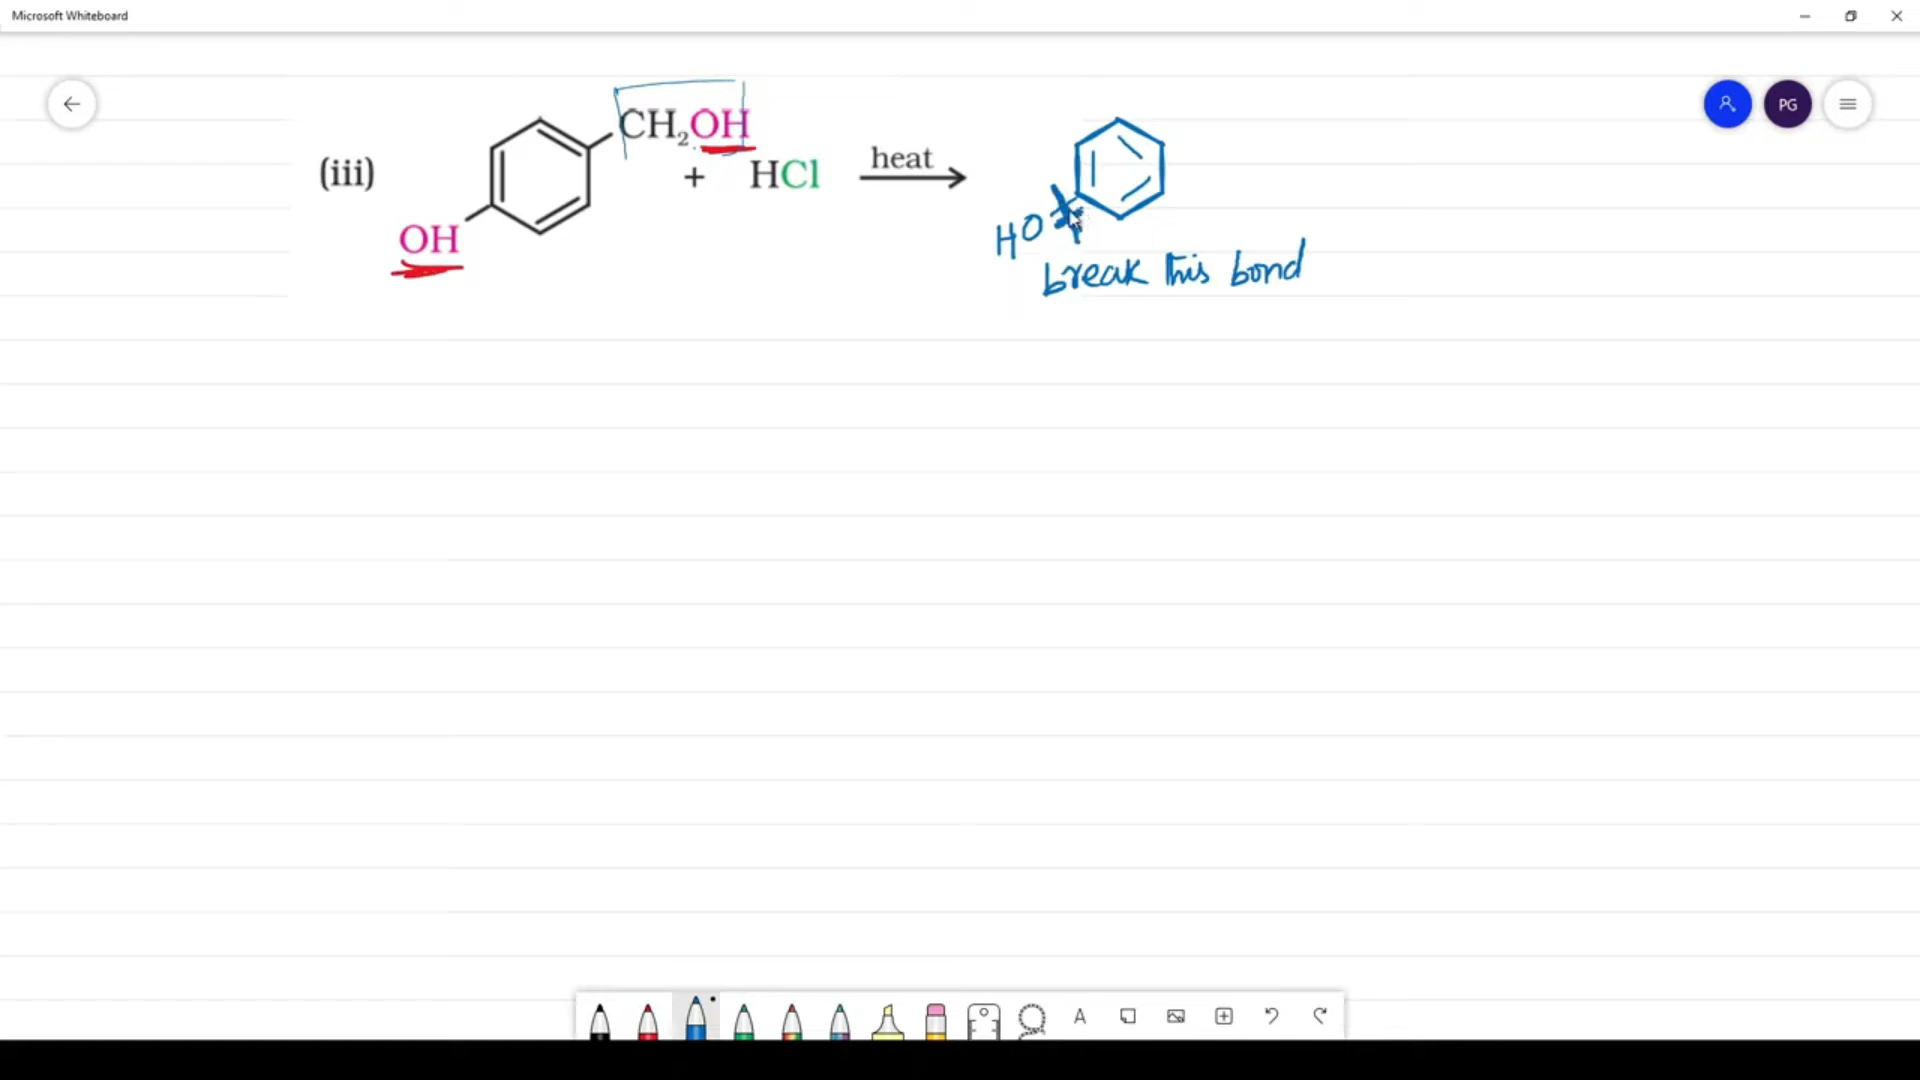 Microsoft Whiteboard
PG
CH₂OH
(iii) + HCl heat
OH
HO
break this bond
A